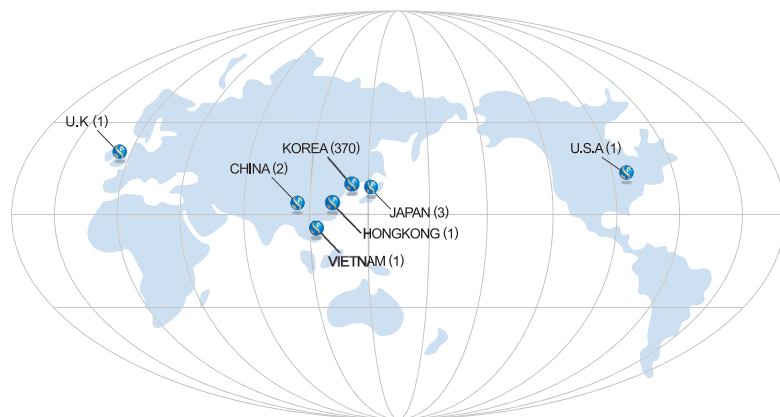 U.K (1)
KOREA (370)
U.S.A (1)
CHINA (2)
JAPAN (3)
HONGKONG (1)
VIETNAM (1)